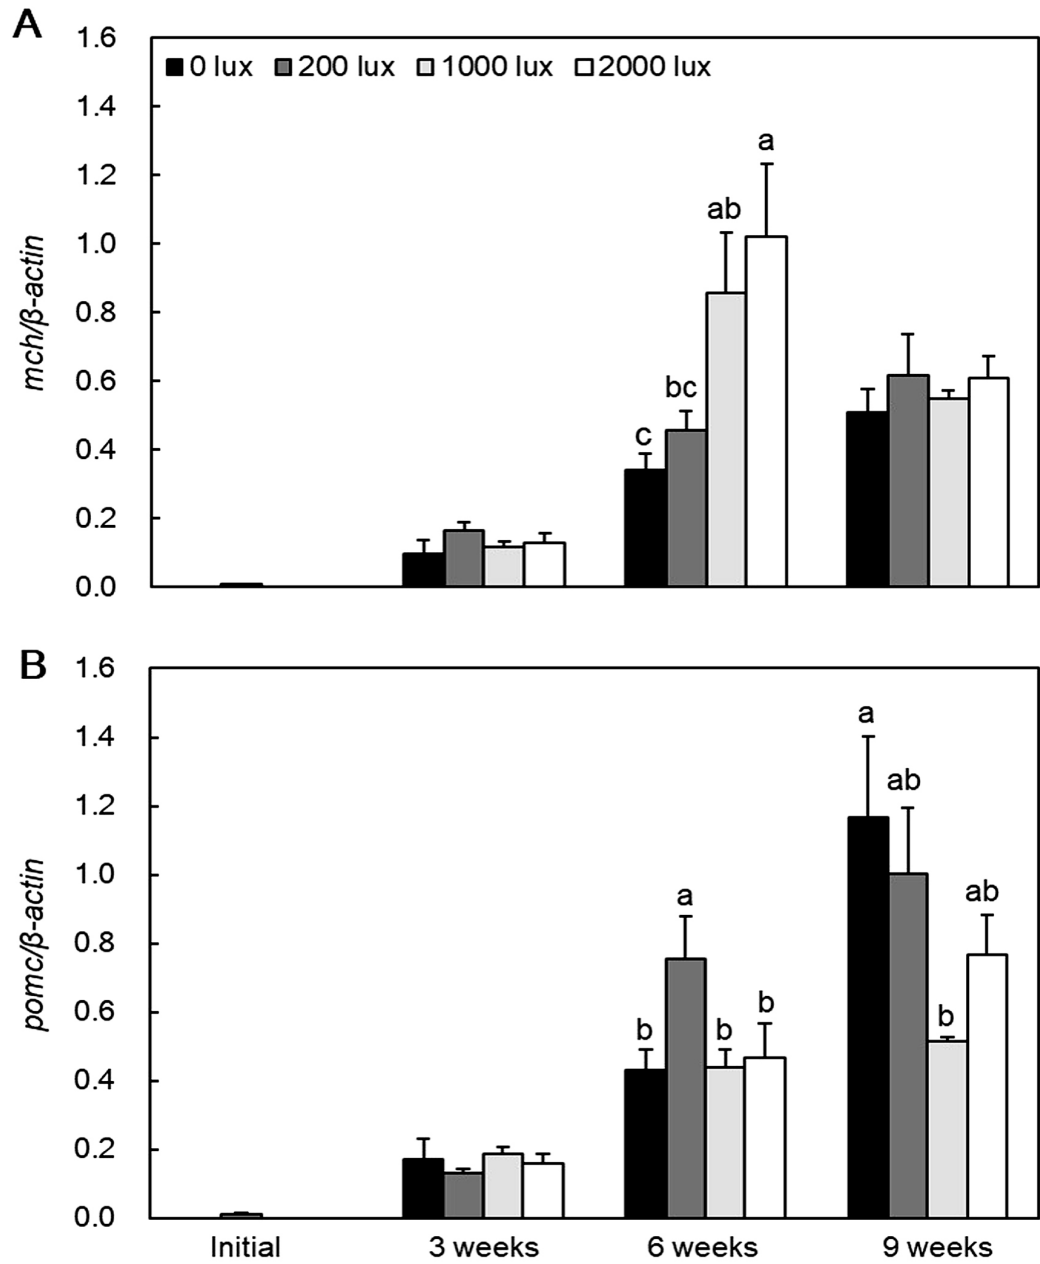 A
1.6
0 lux 200 lux 1000 lux 2000 lux
1.4
1.2
1.0
0.8
0.6
0.4
0.2
0.0
mch/β-actin
a
ab
bc
c
B
1.6
1.4
1.2
1.0
0.8
0.6
0.4
0.2
0.0
pomc/β-actin
a
ab
a
ab
b
b
b
b
Initial 3 weeks 6 weeks 9 weeks